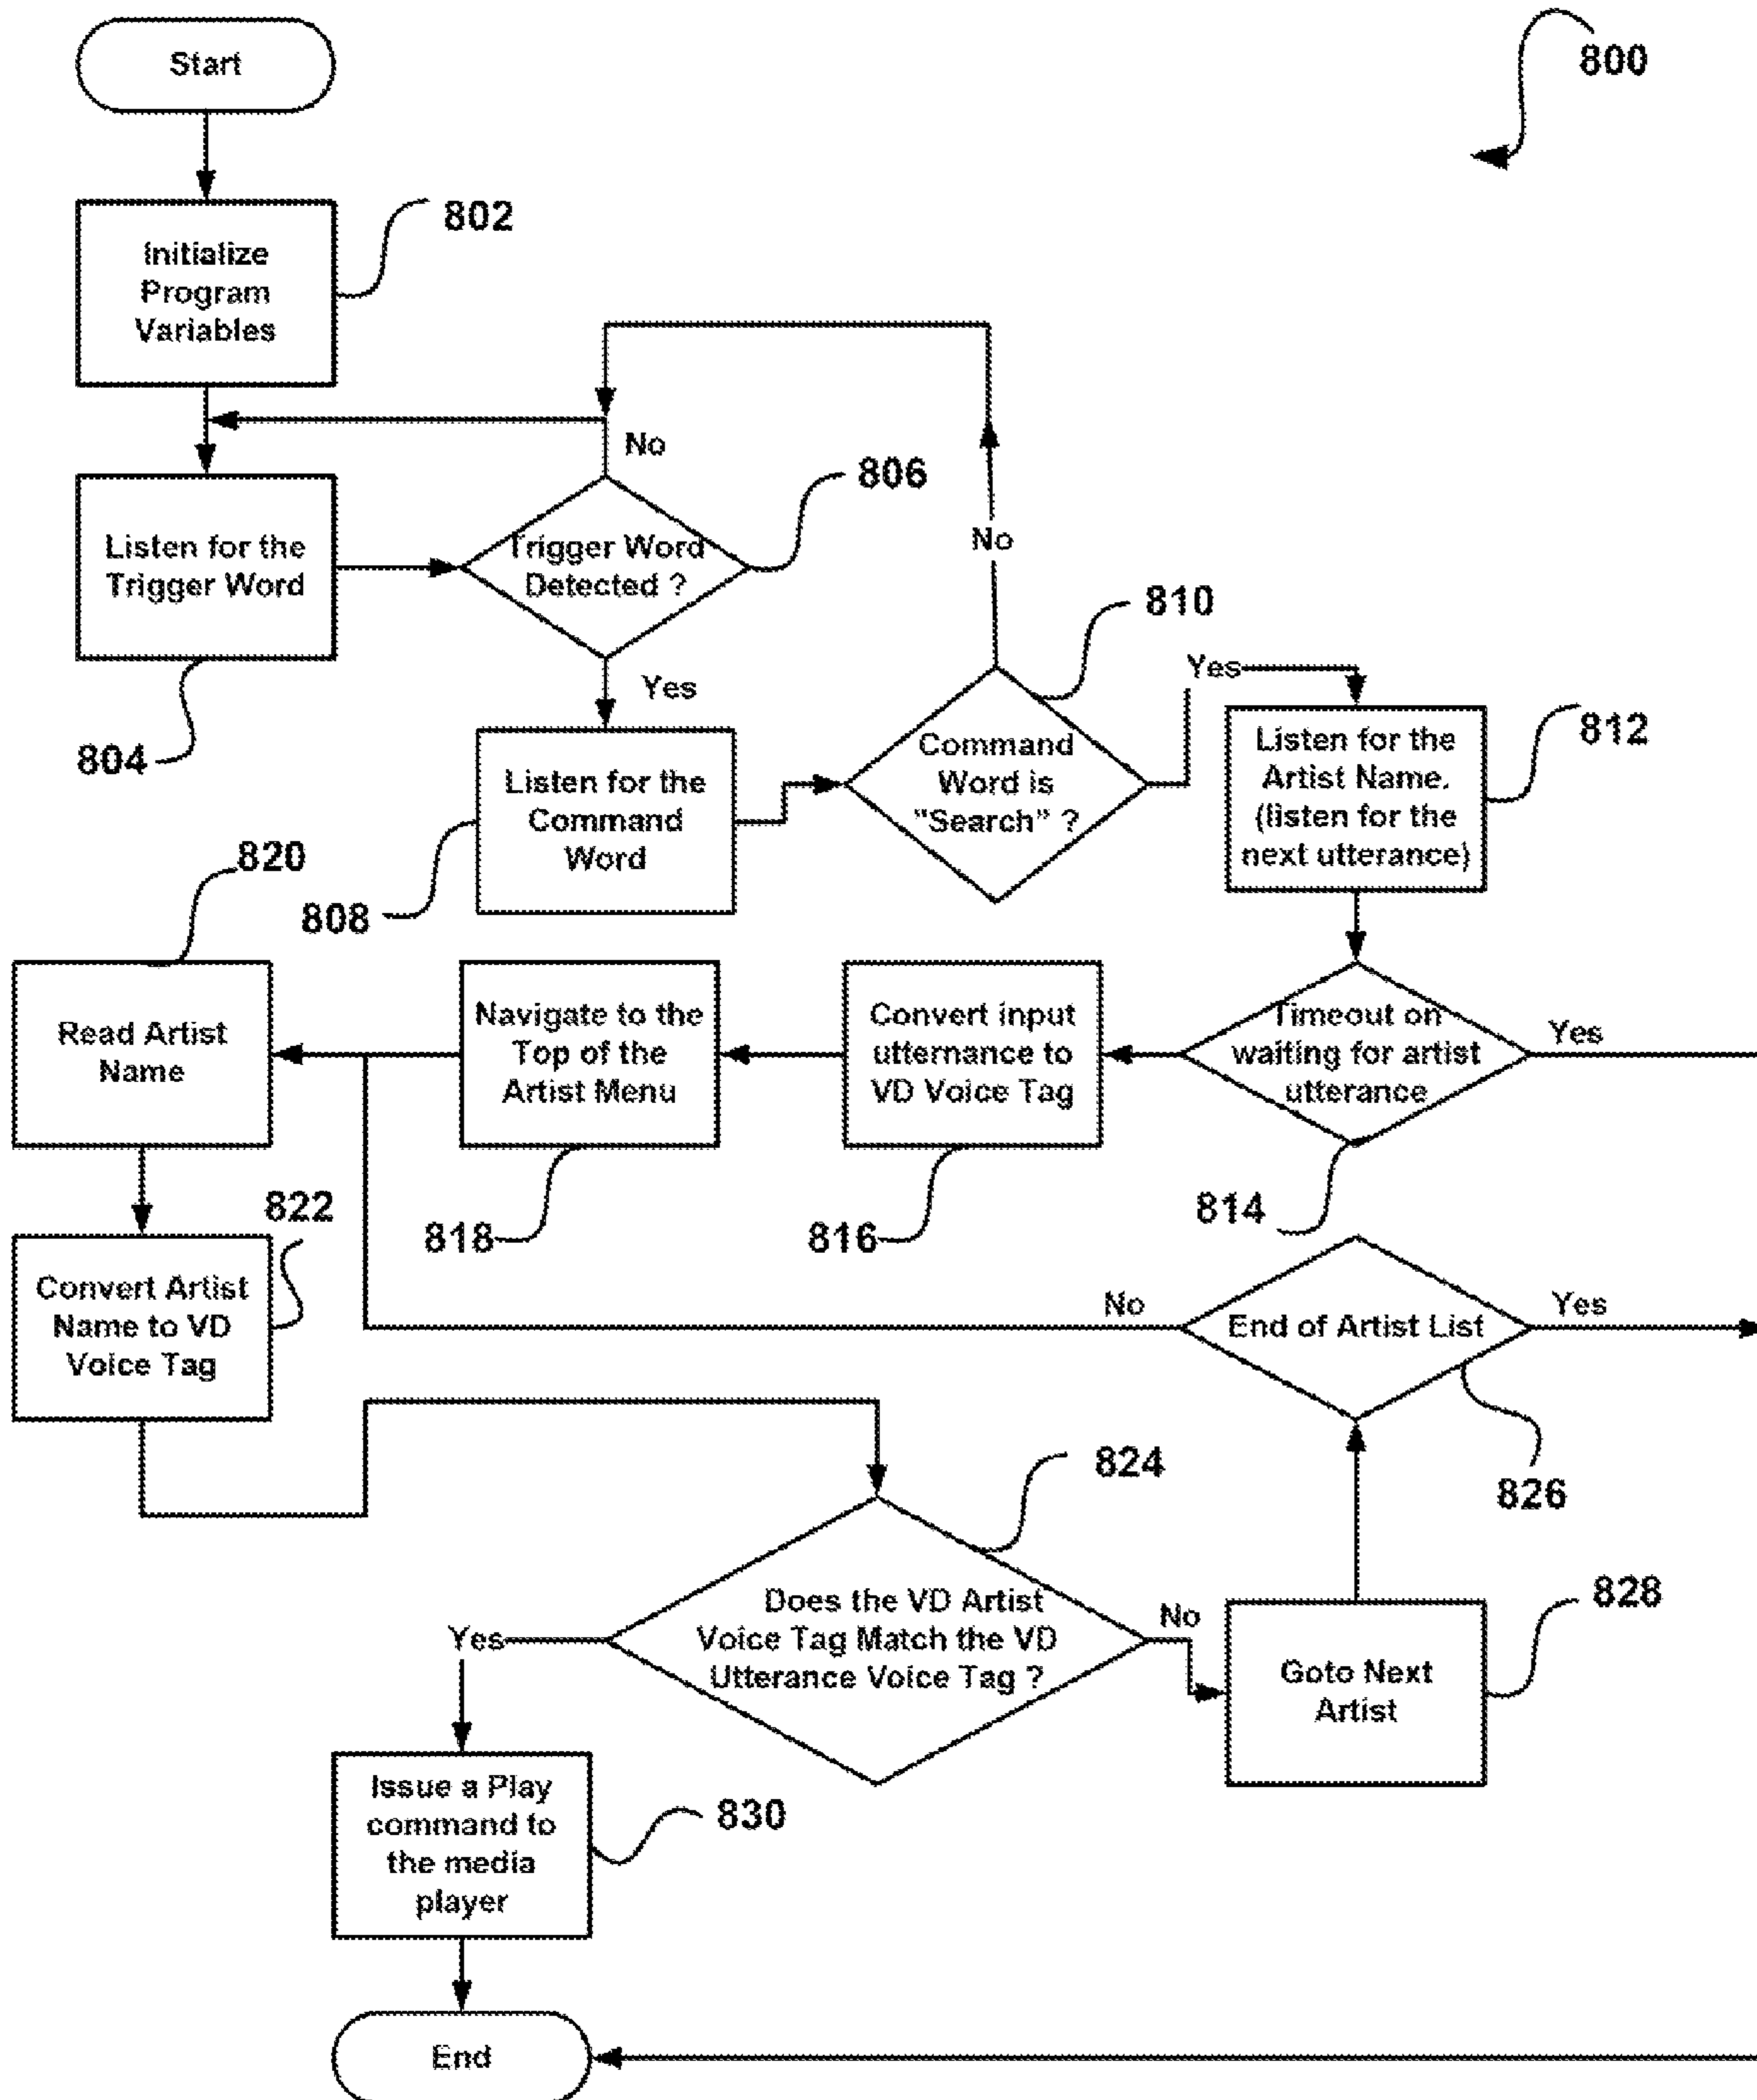 Start
800
802
Initialize
Program
Variables
No
806
Listen for the
Trigger Word
Trigger Word
Detected ?
No
810
Yes
Yes
804
812
Listen for the
Artist Name.
(listen for the
next utterance)
Command
Word is
"Search" ?
Listen for the
Command
Word
808
820
Read Artist
Name
Navigate to the
Top of the
Artist Menu
Convert input
utternance to
VD Voice Tag
Timeout on
waiting for artist
utterance
Yes
822
818
816
814
Convert Artist
Name to VD
Voice Tag
No
End of Artist List
Yes
824
826
Does the VD Artist
Voice Tag Match the VD
Utterance Voice Tag ?
Yes
No
828
Goto Next
Artist
Issue a Play
command to
the media
player
830
End